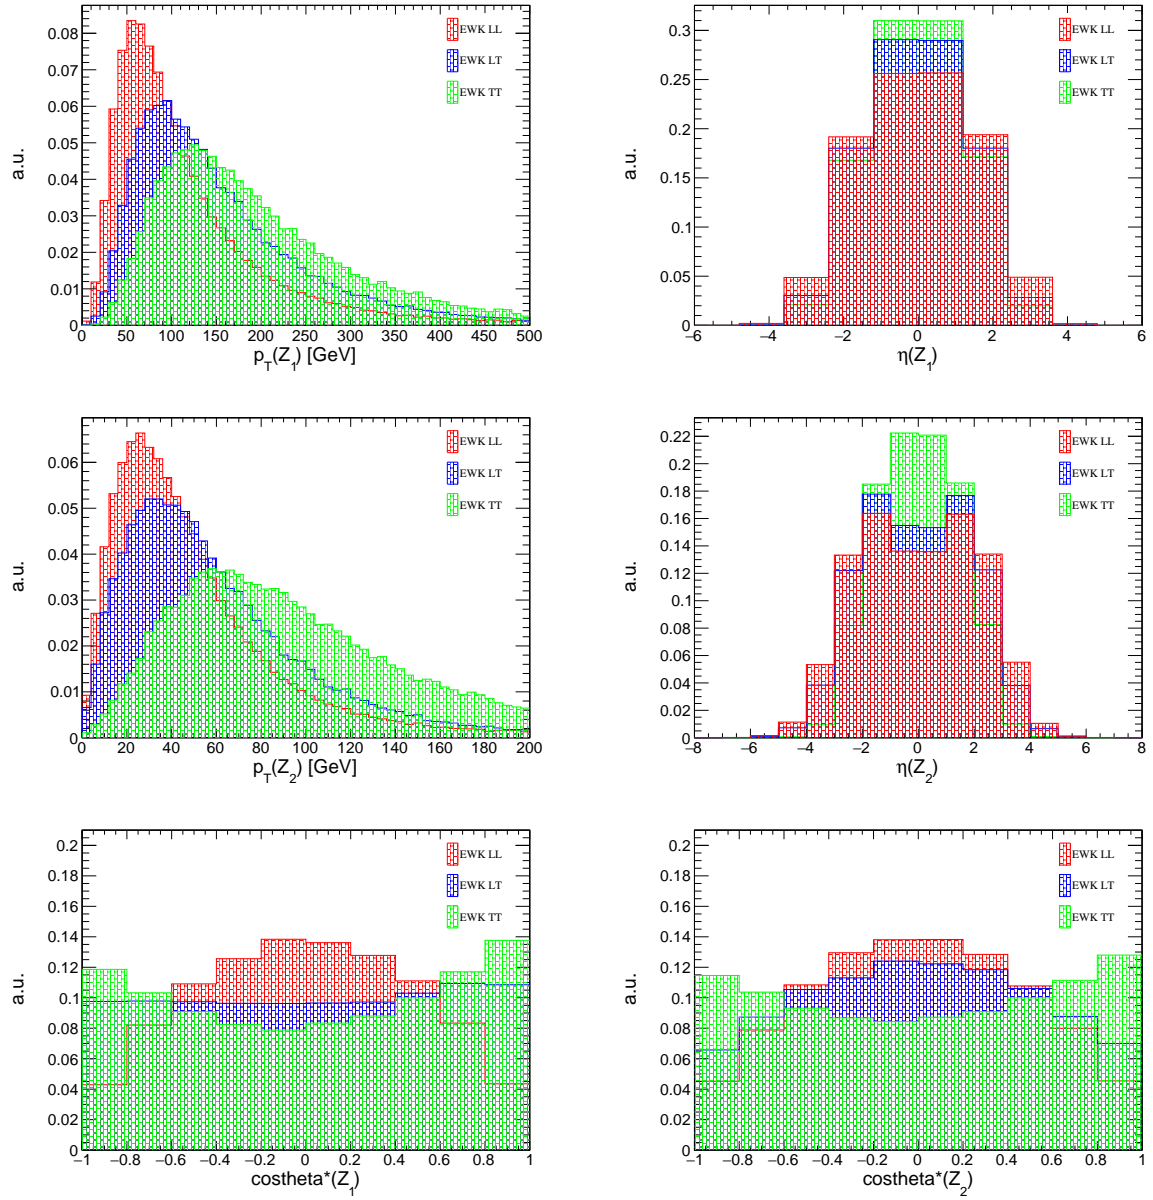 0.08
0.07
0.06
0.05
0.04
0.03
0.02
0.01
0
a.u.
EWK LL
EWK LT
EWK TT
0 50 100 150 200 250 300 350 400 450 500
p_T(Z_1) [GeV]
0.3
0.25
0.2
0.15
0.1
0.05
0
a.u.
EWK LL
EWK LT
EWK TT
−6 −4 −2 0 2 4 6
η(Z_1)
0.06
0.05
0.04
0.03
0.02
0.01
0
a.u.
EWK LL
EWK LT
EWK TT
0 20 40 60 80 100 120 140 160 180 200
p_T(Z_2) [GeV]
0.22
0.2
0.18
0.16
0.14
0.12
0.1
0.08
0.06
0.04
0.02
0
a.u.
EWK LL
EWK LT
EWK TT
−8 −6 −4 −2 0 2 4 6 8
η(Z_2)
0.2
0.18
0.16
0.14
0.12
0.1
0.08
0.06
0.04
0.02
0
a.u.
EWK LL
EWK LT
EWK TT
−1 −0.8 −0.6 −0.4 −0.2 0 0.2 0.4 0.6 0.8 1
costheta*(Z_1)
0.2
0.18
0.16
0.14
0.12
0.1
0.08
0.06
0.04
0.02
0
a.u.
EWK LL
EWK LT
EWK TT
−1 −0.8 −0.6 −0.4 −0.2 0 0.2 0.4 0.6 0.8 1
costheta*(Z_2)